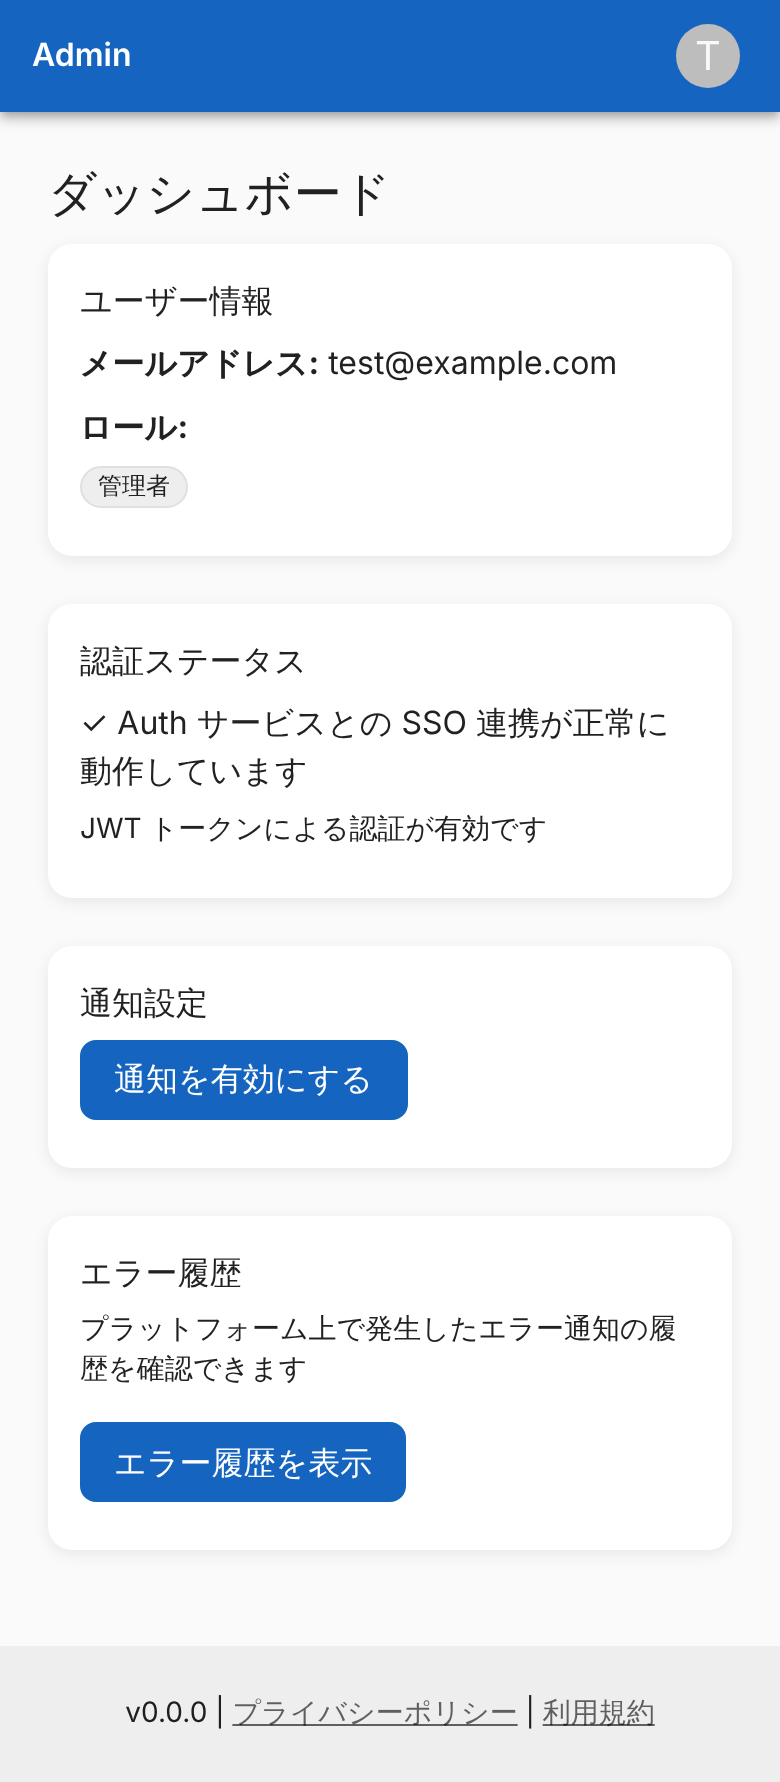 Admin
T
ダッシュボード
ユーザー情報
メールアドレス: test@example.com
ロール:
管理者
認証ステータス
✓ Auth サービスとの SSO 連携が正常に
動作しています
JWT トークンによる認証が有効です
通知設定
通知を有効にする
エラー履歴
プラットフォーム上で発生したエラー通知の履
歴を確認できます
エラー履歴を表示
v0.0.0 | プライバシーポリシー | 利用規約